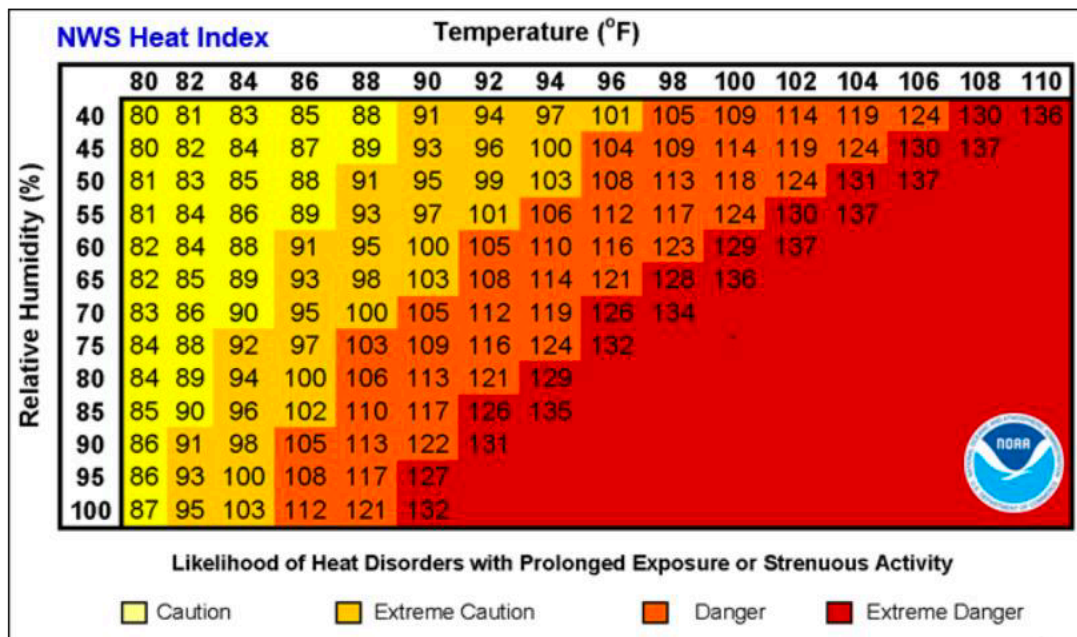 NWS Heat Index
Temperature (°F)
80 82 84 86 88 90 92 94 96 98 100 102 104 106 108 110
Relative Humidity (%)
40 80 81 83 85 88 91 94 97 101 105 109 114 119 124 130 136
45 80 82 84 87 89 93 96 100 104 109 114 119 124 130 137
50 81 83 85 88 91 95 99 103 108 113 118 124 131 137
55 81 84 86 89 93 97 101 106 112 117 124 130 137
60 82 84 88 91 95 100 105 110 116 123 129 137
65 82 85 89 93 98 103 108 114 121 128 136
70 83 86 90 95 100 105 112 119 126 134
75 84 88 92 97 103 109 116 124 132
80 84 89 94 100 106 113 121 129
85 85 90 96 102 110 117 126 135
90 86 91 98 105 113 122 131
95 86 93 100 108 117 127
100 87 95 103 112 121 132
NOAA
Likelihood of Heat Disorders with Prolonged Exposure or Strenuous Activity
Caution Extreme Caution Danger Extreme Danger